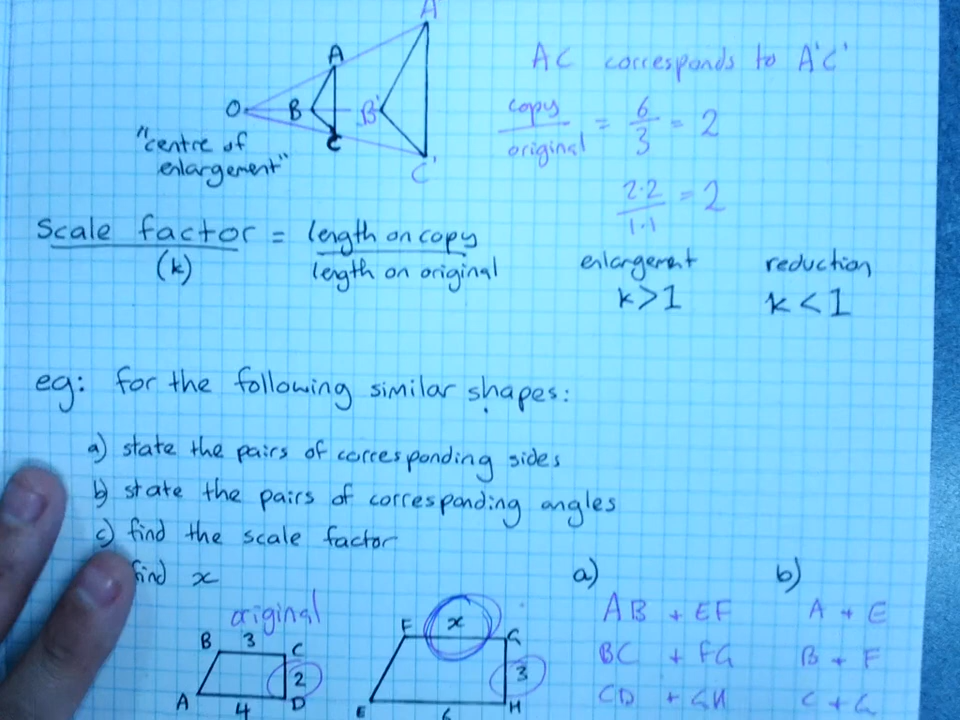 A'
A
AC corresponds to A'C'
O B B'
copy/original = 6/3 = 2
C
C'
"centre of
enlargement"
2.2/1.1 = 2
Scale factor = length on copy
(k) length on original
enlargement reduction
k>1 k<1
eg: for the following similar shapes:
a) state the pairs of corresponding sides
b) state the pairs of corresponding angles
c) find the scale factor
find x
a) b)
original
AB + EF A + E
B 3 C F x G
BC + FG B + F
2 3
CD + GH C + G
A 4 D E 6 H